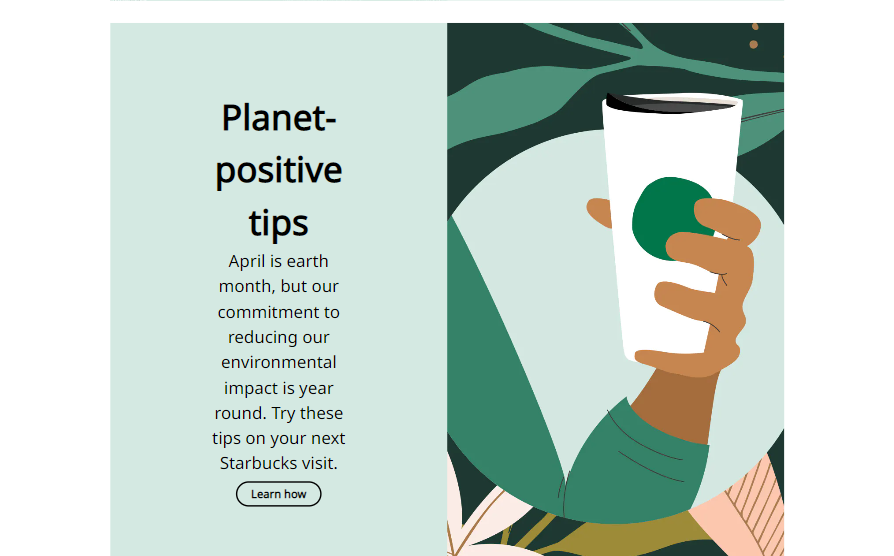 Planet-
positive
tips
April is earth
month, but our
commitment to
reducing our
environmental
impact is year
round. Try these
tips on your next
Starbucks visit.
Learn how